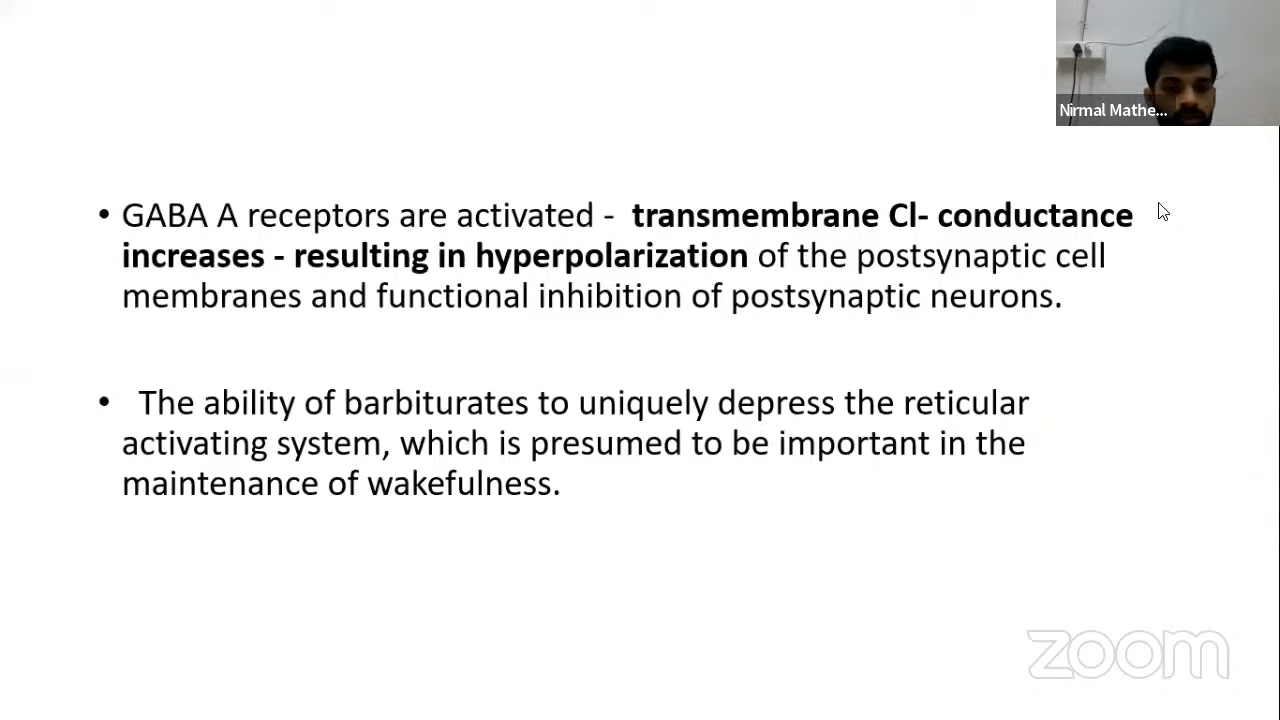 Nirmal Mathe...
• GABA A receptors are activated - transmembrane Cl- conductance
increases - resulting in hyperpolarization of the postsynaptic cell
membranes and functional inhibition of postsynaptic neurons.
• The ability of barbiturates to uniquely depress the reticular
activating system, which is presumed to be important in the
maintenance of wakefulness.
zoom